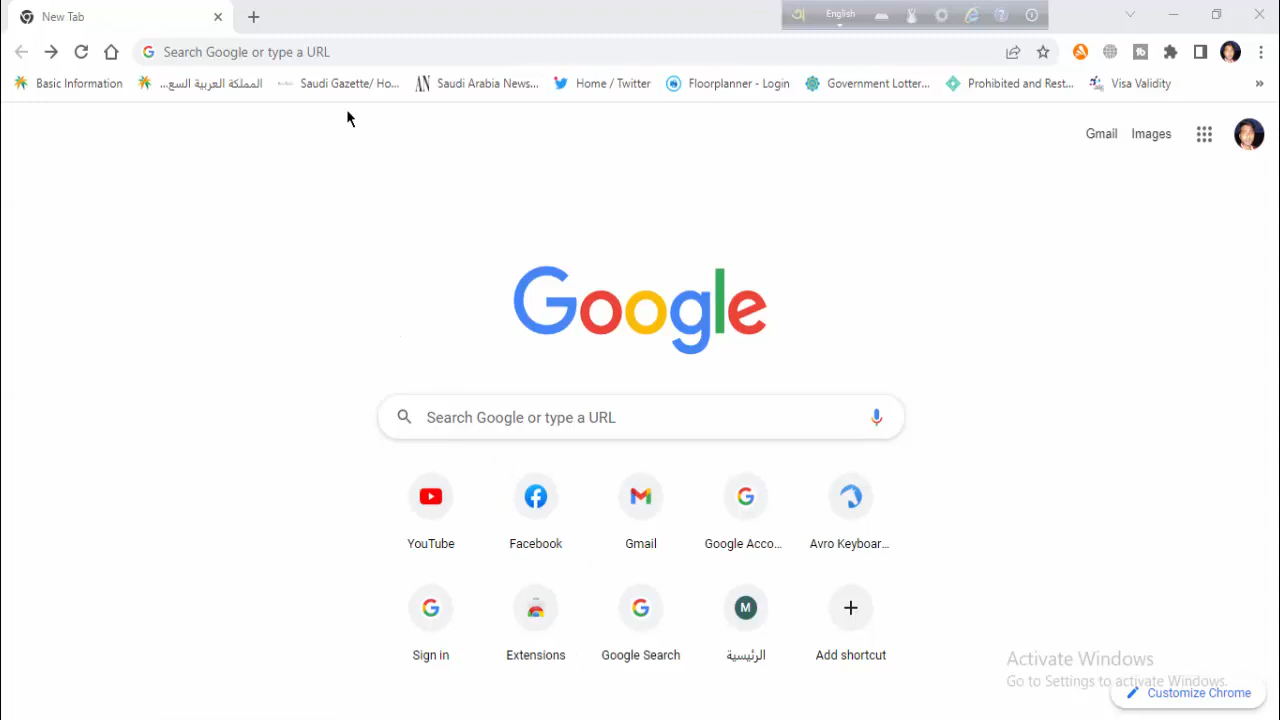 New Tab
অ English
Search Google or type a URL
Basic Information
المملكة العربية السع...
Saudi Gazette/ Ho...
Saudi Arabia News...
Home / Twitter
Floorplanner - Login
Government Lotter...
Prohibited and Rest...
Visa Validity
Gmail Images
Google
Search Google or type a URL
YouTube Facebook Gmail Google Acco... Avro Keyboar...
M
Sign in Extensions Google Search الرئيسية Add shortcut
Activate Windows
Go to Settings to activate Windows.
Customize Chrome